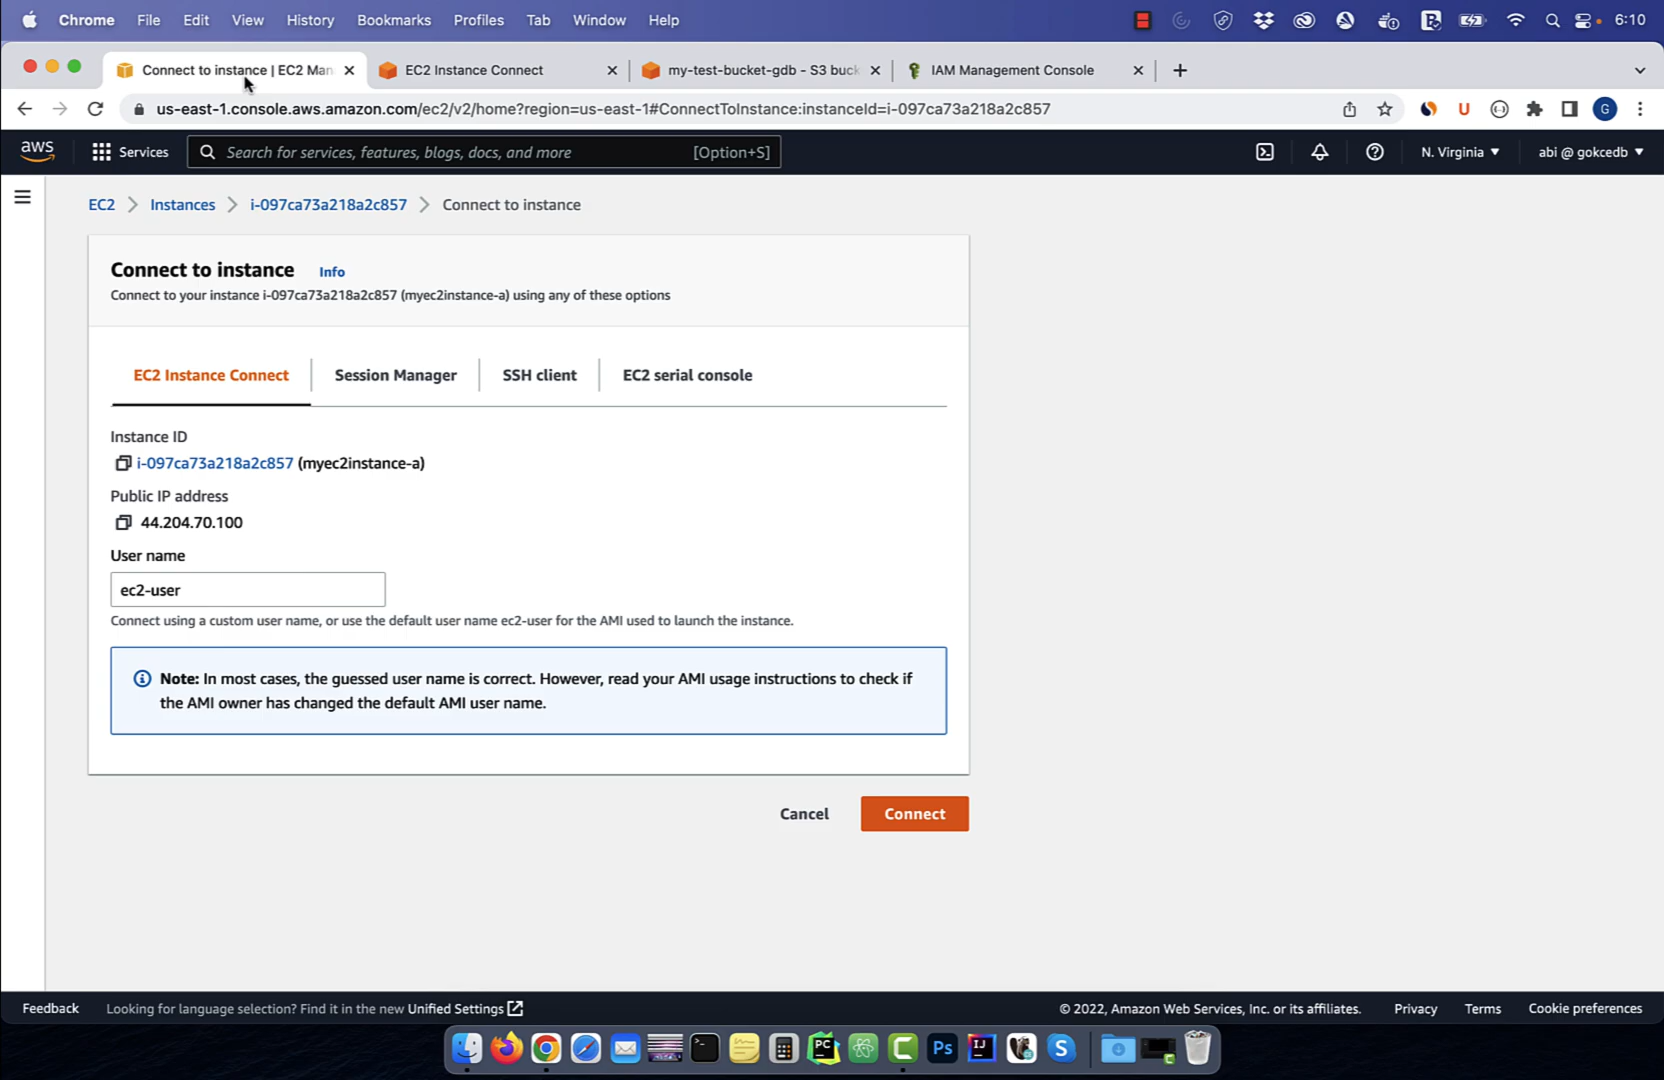 Chrome File Edit View History Bookmarks Profiles Tab Window Help 6:10
Connect to instance | EC2 Man EC2 Instance Connect my-test-bucket-gdb - S3 buck IAM Management Console
us-east-1.console.aws.amazon.com/ec2/v2/home?region=us-east-1#ConnectToInstance:instanceId=i-097ca73a218a2c857
U G
aws Services Search for services, features, blogs, docs, and more [Option+S] N. Virginia abi @ gokcedb
EC2 Instances i-097ca73a218a2c857 Connect to instance
Connect to instance Info
Connect to your instance i-097ca73a218a2c857 (myec2instance-a) using any of these options
EC2 Instance Connect Session Manager SSH client EC2 serial console
Instance ID
i-097ca73a218a2c857 (myec2instance-a)
Public IP address
44.204.70.100
User name
ec2-user
Connect using a custom user name, or use the default user name ec2-user for the AMI used to launch the instance.
Note: In most cases, the guessed user name is correct. However, read your AMI usage instructions to check if
the AMI owner has changed the default AMI user name.
Cancel Connect
Feedback Looking for language selection? Find it in the new Unified Settings © 2022, Amazon Web Services, Inc. or its affiliates. Privacy Terms Cookie preferences
PC Ps IJ S